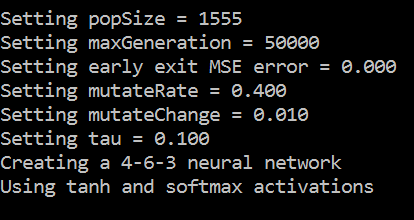 Setting popSize = 1555
Setting maxGeneration = 50000
Setting early exit MSE error = 0.000
Setting mutateRate = 0.400
Setting mutateChange = 0.010
Setting tau = 0.100
Creating a 4-6-3 neural network
Using tanh and softmax activations